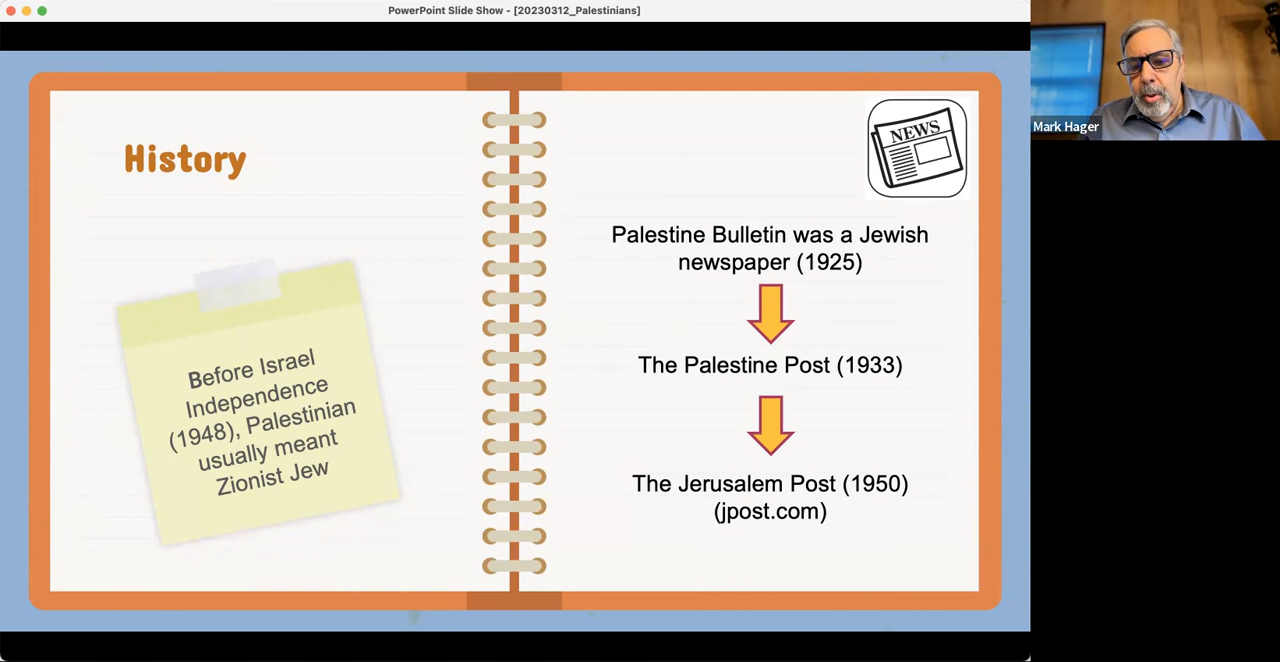 PowerPoint Slide Show - [20230312_Palestinians]
History
Before Israel
Independence
(1948), Palestinian
usually meant
Zionist Jew
NEWS
Palestine Bulletin was a Jewish
newspaper (1925)
The Palestine Post (1933)
The Jerusalem Post (1950)
(jpost.com)
Mark Hager